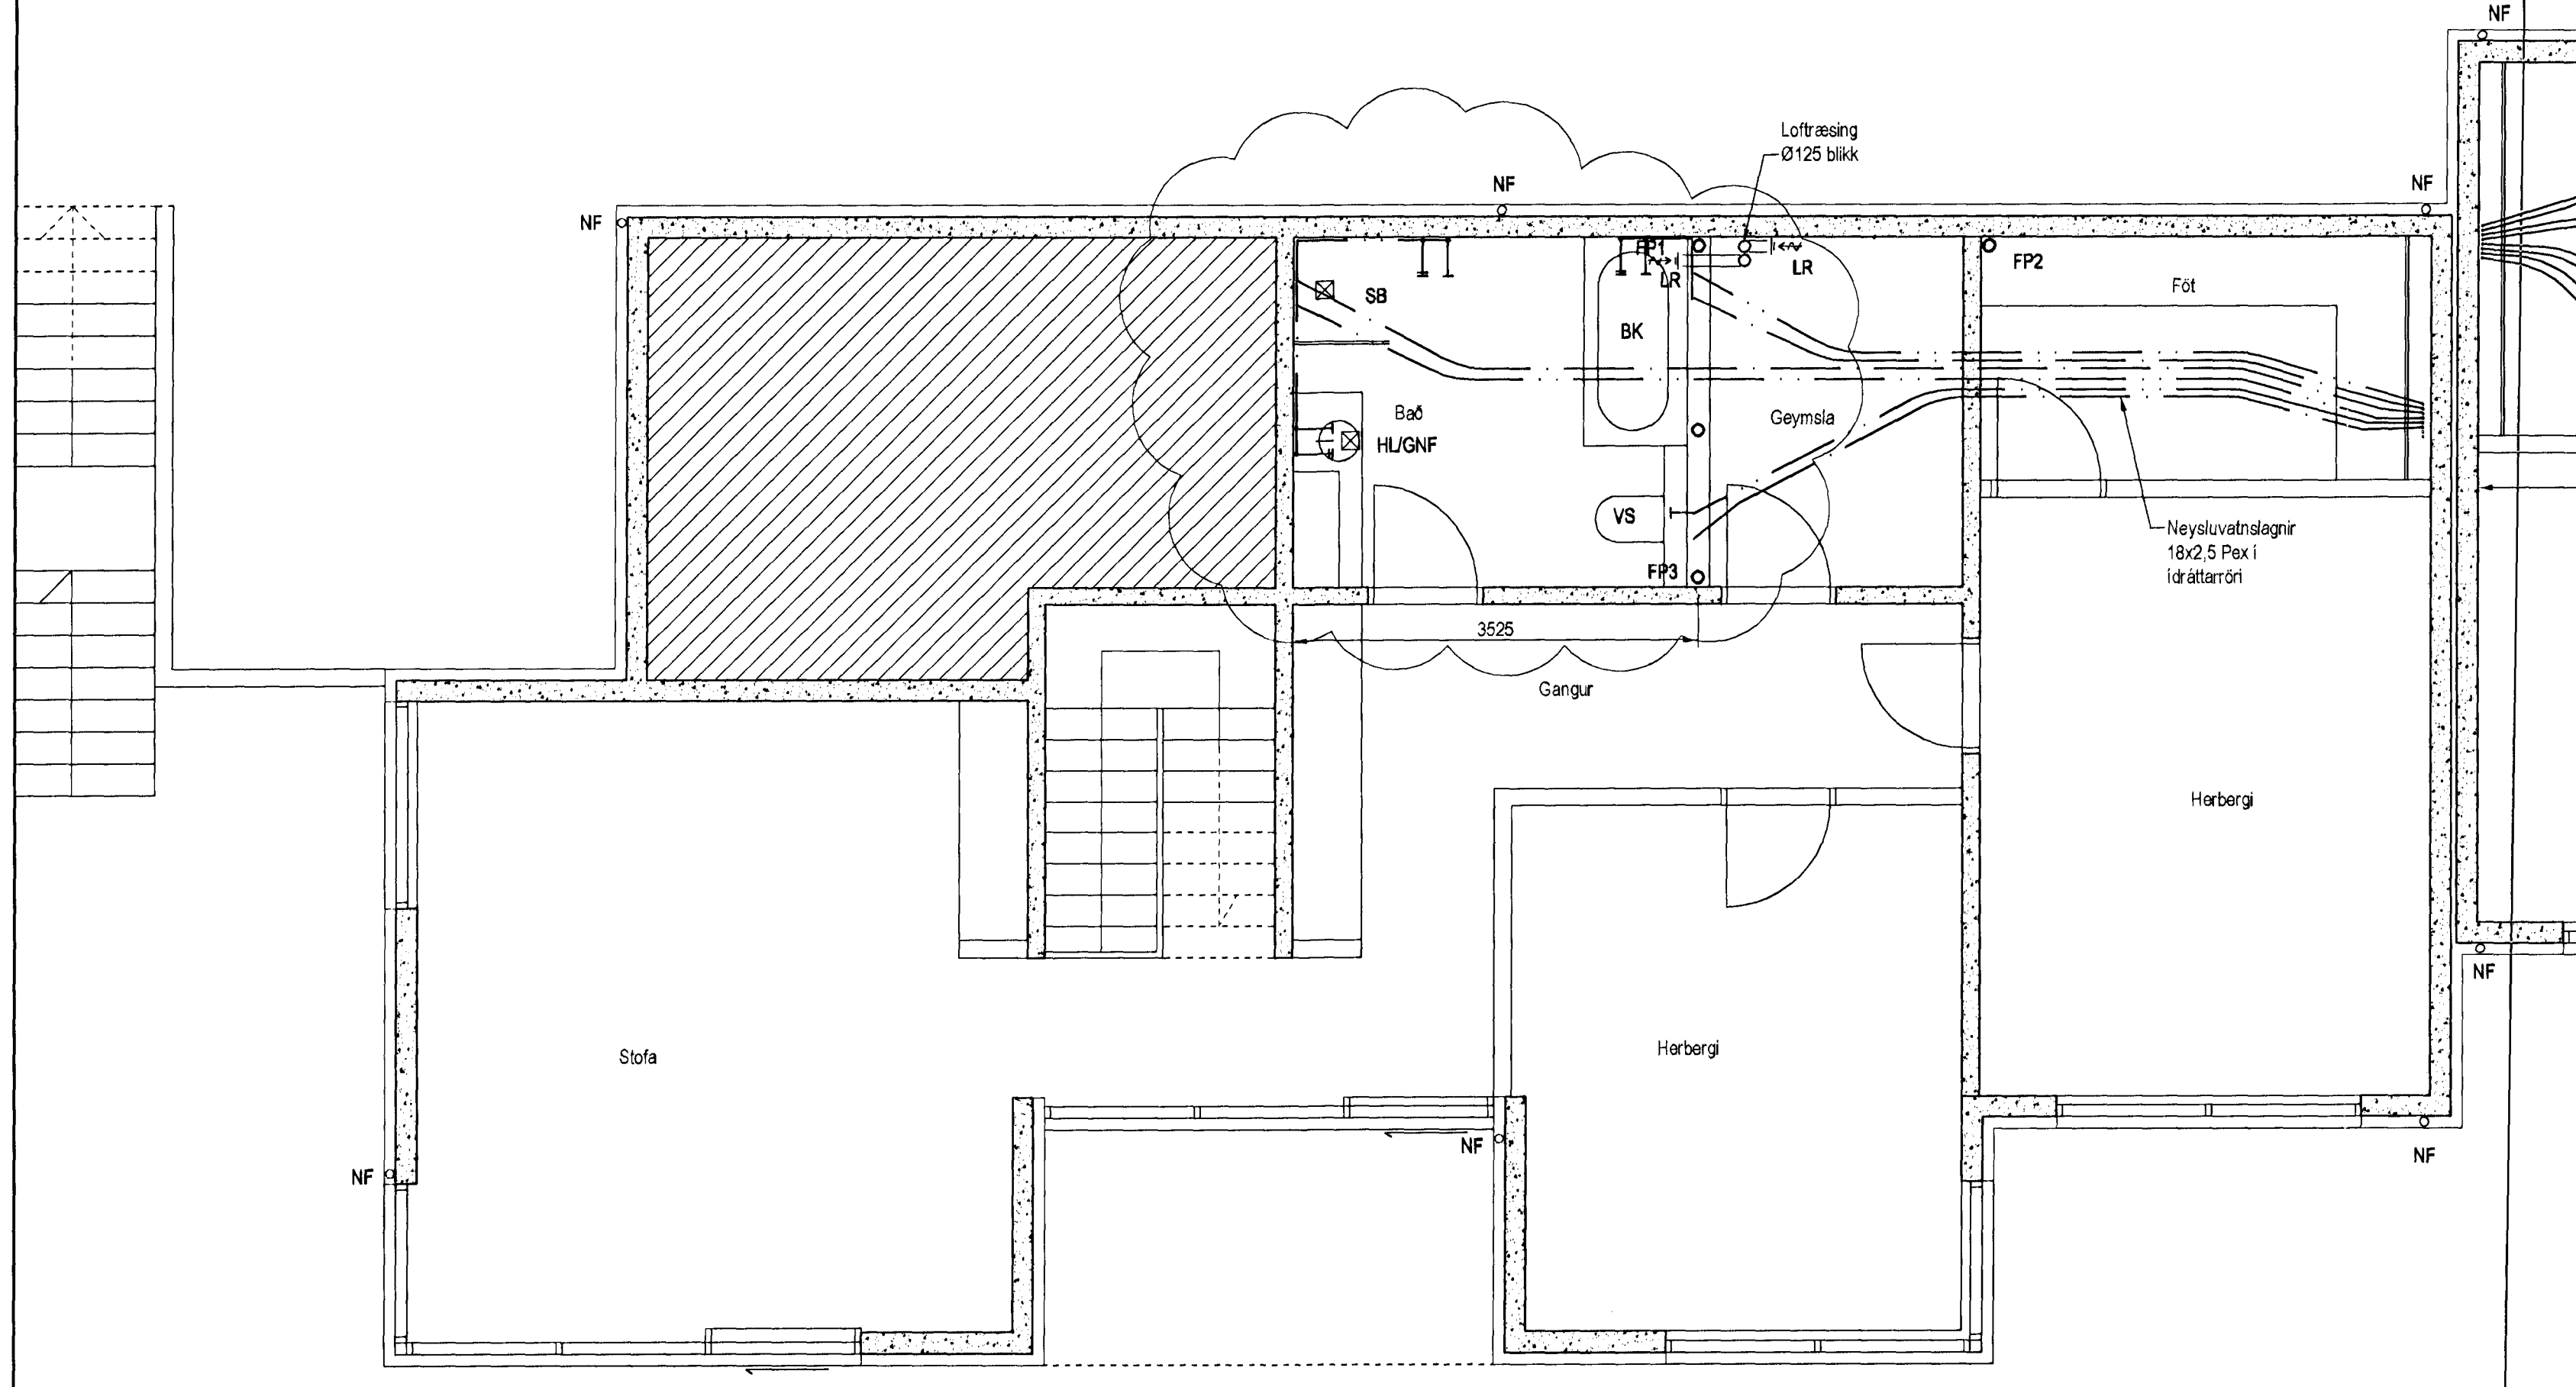 NF
Loftræsing
Ø125 blikk
NF
NF
NF
FP1
LR
LR
FP2
Föt
SB
BK
Bað
HL/GNF
Geymsla
VS
Neysluvatnslagnir
18x2,5 Pex í
ídráttarröri
FP3
3525
Gangur
Herbergi
NF
Stofa
Herbergi
NF
NF
NF